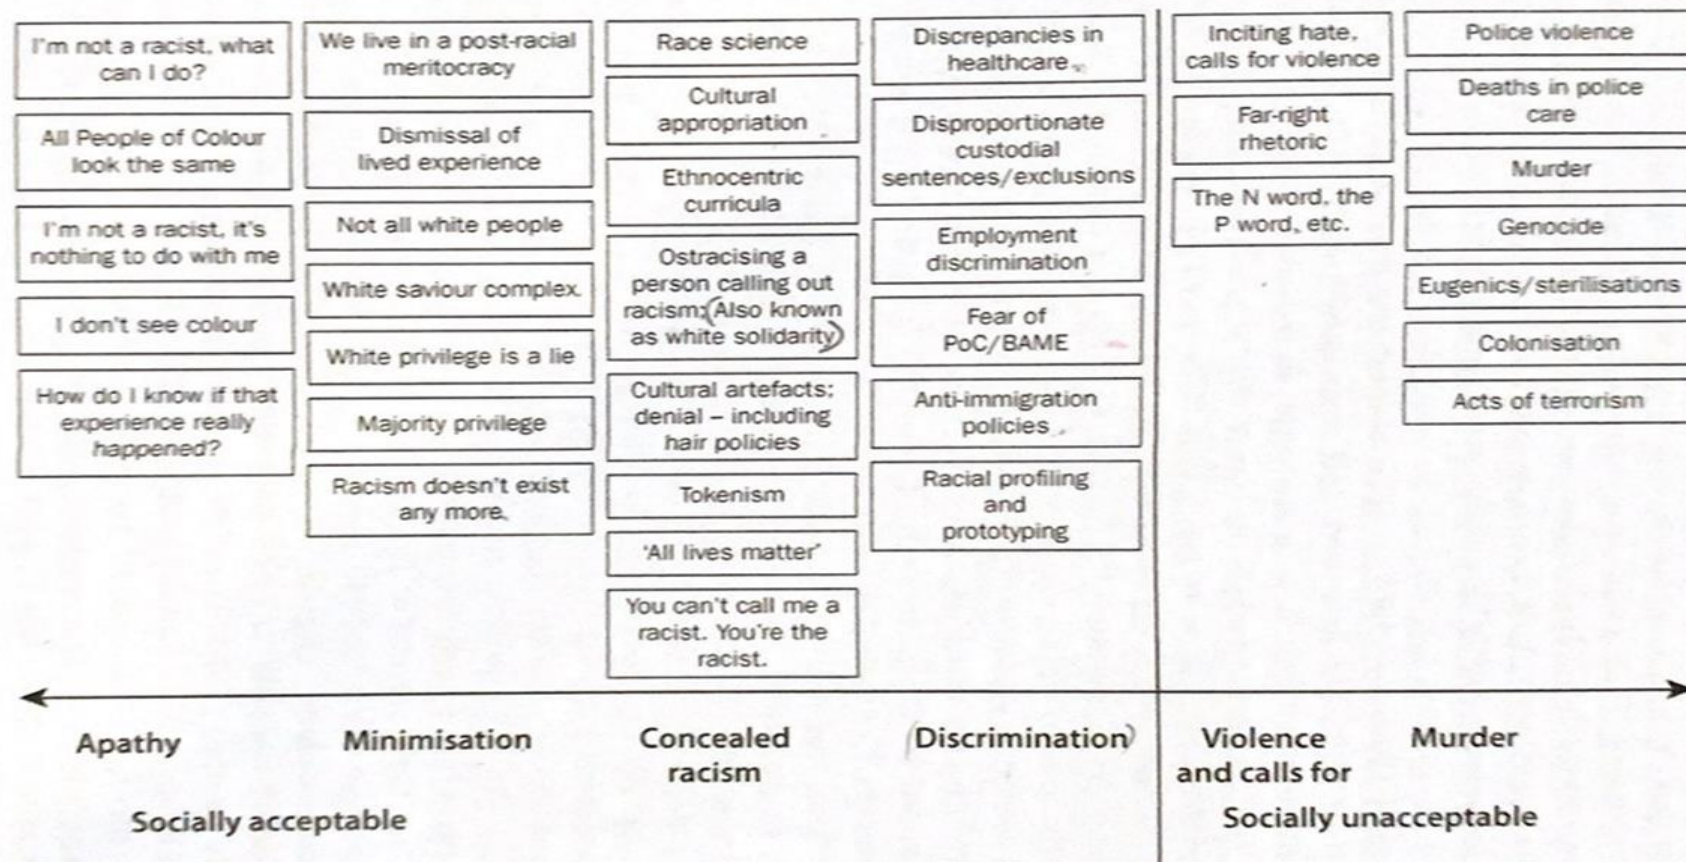 I'm not a racist, what
can I do?
All People of Colour
look the same
I'm not a racist, it's
nothing to do with me
I don't see colour
How do I know if that
experience really
happened?
We live in a post-racial
meritocracy
Dismissal of
lived experience
Not all white people
White saviour complex
White privilege is a lie
Majority privilege
Racism doesn't exist
any more.
Race science
Cultural
appropriation
Ethnocentric
curricula
Ostracising a
person calling out
racism; (Also known
as white solidarity)
Cultural artefacts;
denial – including
hair policies
Tokenism
'All lives matter'
You can't call me a
racist. You're the
racist.
Discrepancies in
healthcare
Disproportionate
custodial
sentences/exclusions
Employment
discrimination
Fear of
PoC/BAME
Anti-immigration
policies
Racial profiling
and
prototyping
Inciting hate,
calls for violence
Far-right
rhetoric
The N word, the
P word, etc.
Police violence
Deaths in police
care
Murder
Genocide
Eugenics/sterilisations
Colonisation
Acts of terrorism
Apathy
Minimisation
Concealed
racism
(Discrimination)
Violence
and calls for
Murder
Socially acceptable
Socially unacceptable